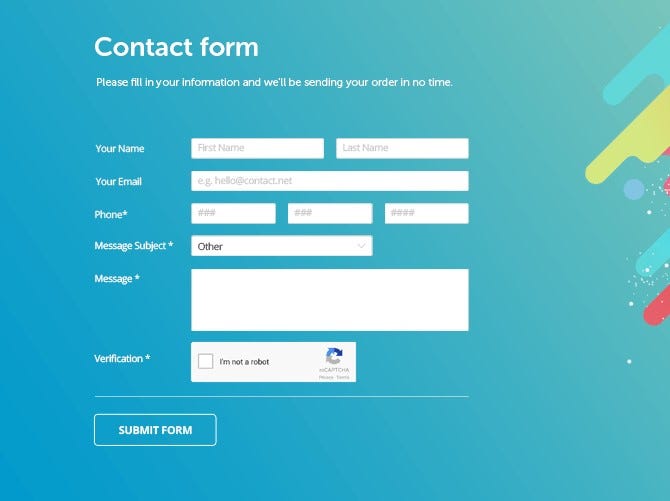 Contact form
Please fill in your information and we'll be sending your order in no time.
Your Name First Name Last Name
Your Email e.g. hello@contact.net
Phone* ### ### ####
Message Subject * Other
Message *
Verification * I'm not a robot
reCAPTCHA
Privacy - Terms
SUBMIT FORM